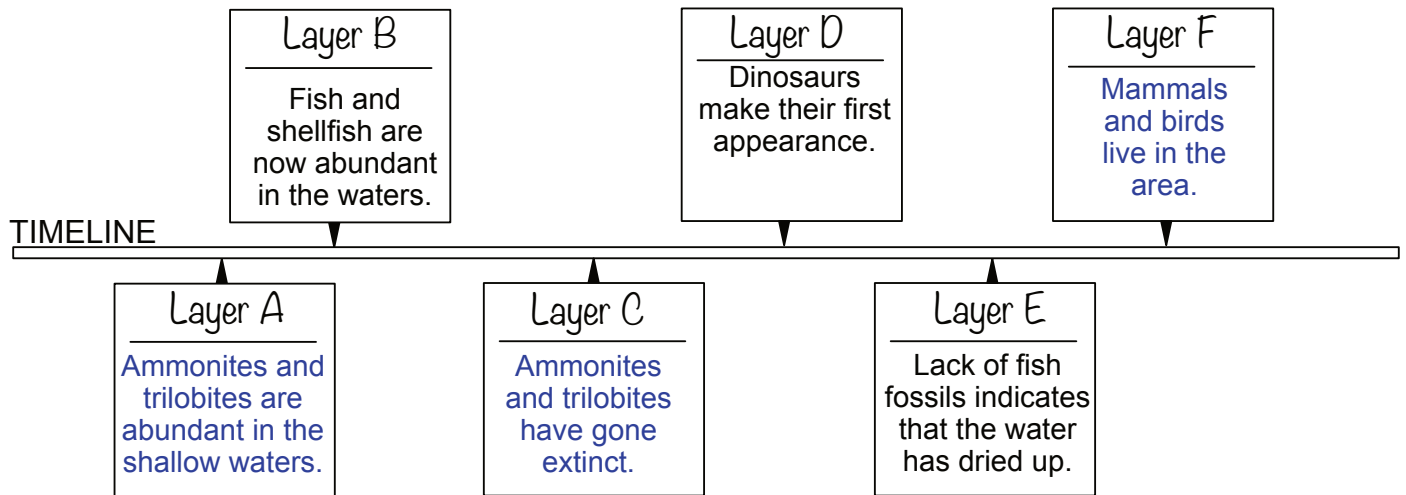 Layer B
Fish and
shellfish are
now abundant
in the waters.
Layer D
Dinosaurs
make their first
appearance.
Layer F
Mammals
and birds
live in the
area.
TIMELINE
Layer A
Ammonites and
trilobites are
abundant in the
shallow waters.
Layer C
Ammonites
and trilobites
have gone
extinct.
Layer E
Lack of fish
fossils indicates
that the water
has dried up.